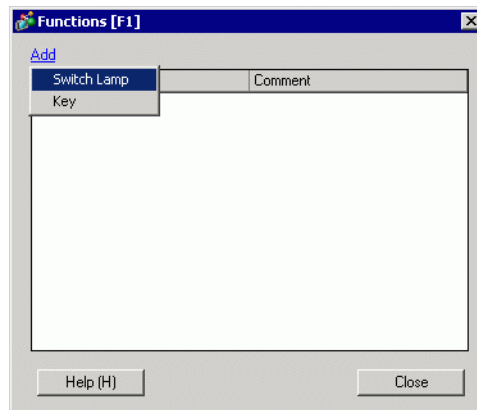 Functions [F1]
Add
Switch Lamp
Comment
Key
Help (H)
Close